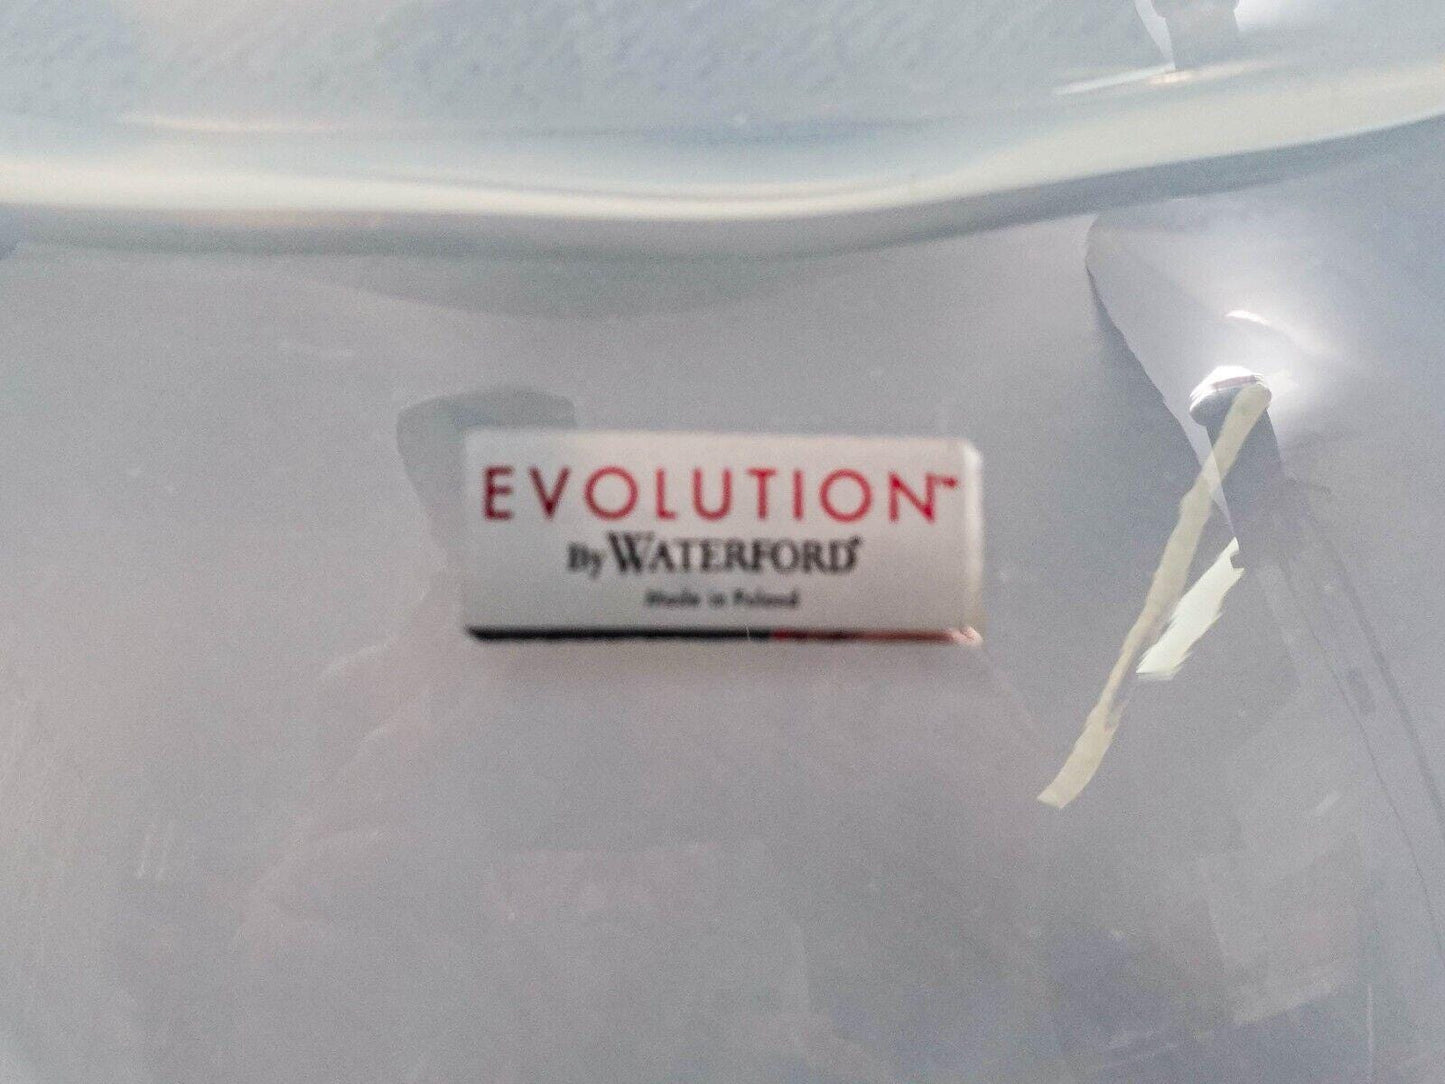 EVOLUTION™
By WATERFORD®
Made in Poland